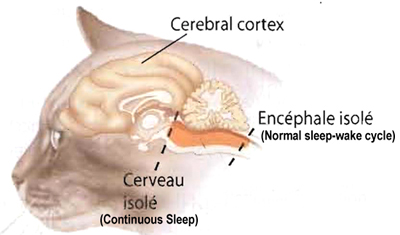 Cerebral cortex
Encéphale isolé
(Normal sleep-wake cycle)
Cerveau
isolé
(Continuous Sleep)